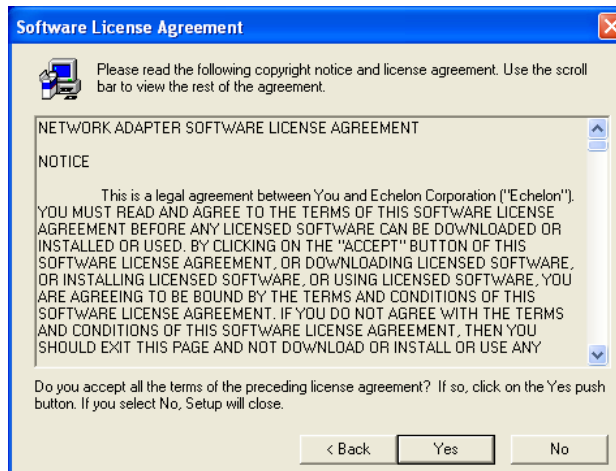 Software License Agreement
Please read the following copyright notice and license agreement. Use the scroll
bar to view the rest of the agreement.
NETWORK ADAPTER SOFTWARE LICENSE AGREEMENT
NOTICE
This is a legal agreement between You and Echelon Corporation ("Echelon").
YOU MUST READ AND AGREE TO THE TERMS OF THIS SOFTWARE LICENSE
AGREEMENT BEFORE ANY LICENSED SOFTWARE CAN BE DOWNLOADED OR
INSTALLED OR USED. BY CLICKING ON THE "ACCEPT" BUTTON OF THIS
SOFTWARE LICENSE AGREEMENT, OR DOWNLOADING LICENSED SOFTWARE,
OR INSTALLING LICENSED SOFTWARE, OR USING LICENSED SOFTWARE, YOU
ARE AGREEING TO BE BOUND BY THE TERMS AND CONDITIONS OF THIS
SOFTWARE LICENSE AGREEMENT. IF YOU DO NOT AGREE WITH THE TERMS
AND CONDITIONS OF THIS SOFTWARE LICENSE AGREEMENT, THEN YOU
SHOULD EXIT THIS PAGE AND NOT DOWNLOAD OR INSTALL OR USE ANY
Do you accept all the terms of the preceding license agreement? If so, click on the Yes push
button. If you select No, Setup will close.
< Back
Yes
No